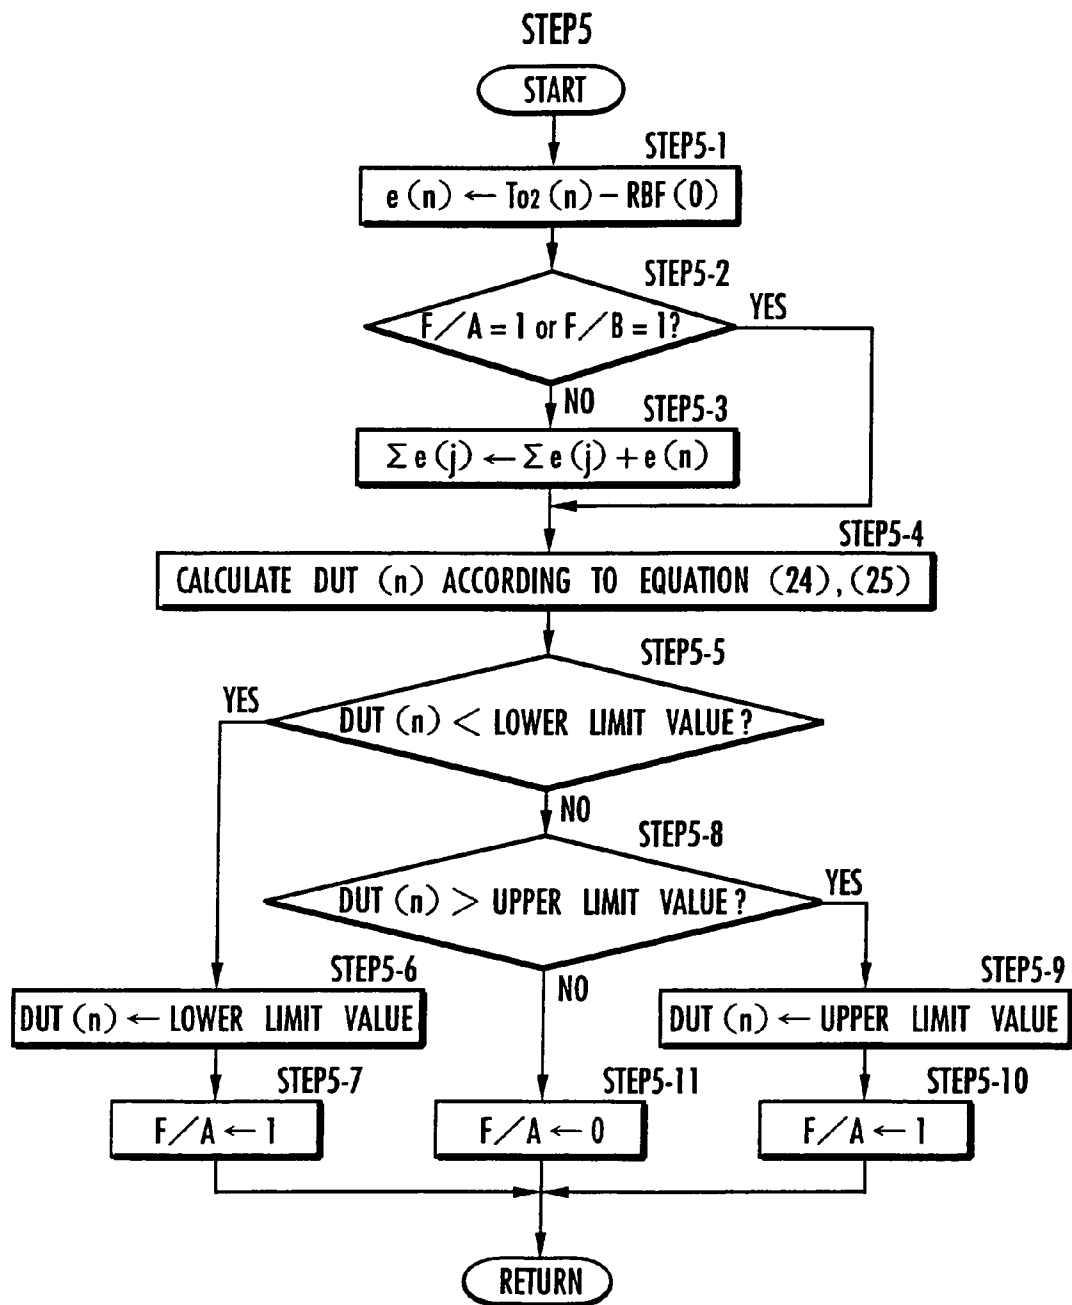 STEP5
START
STEP5-1
e(n) ← To2(n) − RBF(0)
STEP5-2
YES
F/A = 1 or F/B = 1?
NO
STEP5-3
Σe(j) ← Σe(j) + e(n)
STEP5-4
CALCULATE DUT (n) ACCORDING TO EQUATION (24), (25)
STEP5-5
YES
DUT (n) < LOWER LIMIT VALUE?
NO
STEP5-8
YES
DUT (n) > UPPER LIMIT VALUE?
NO
STEP5-6
DUT (n) ← LOWER LIMIT VALUE
STEP5-9
DUT (n) ← UPPER LIMIT VALUE
STEP5-7
F/A ← 1
STEP5-11
F/A ← 0
STEP5-10
F/A ← 1
RETURN